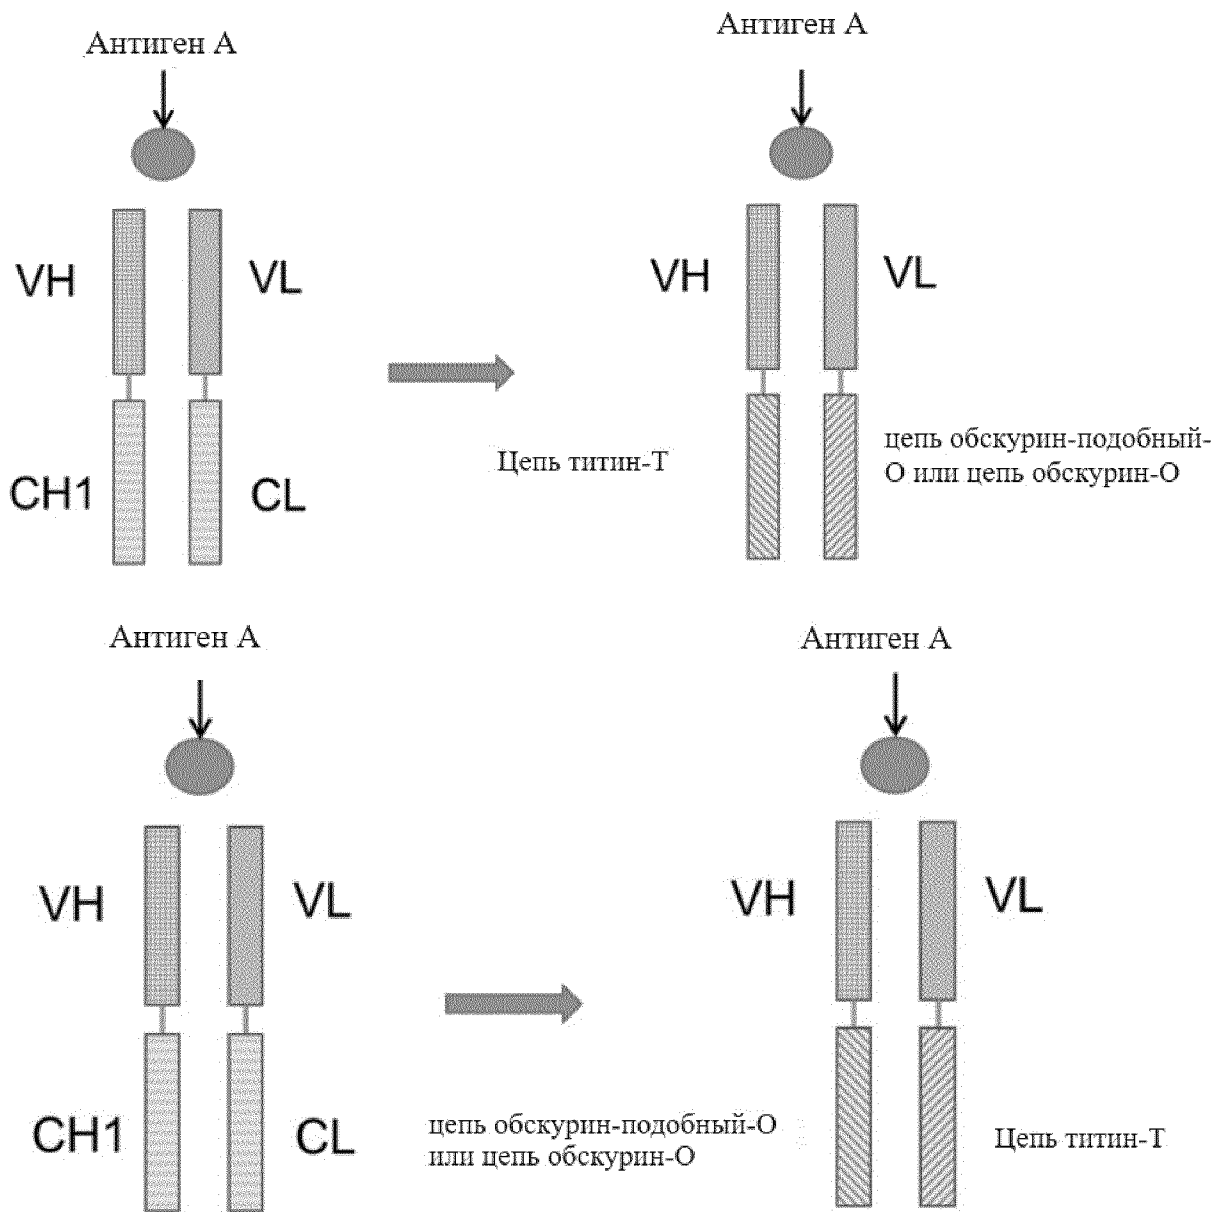 Антиген А
Антиген А
VH
VL
VH
VL
CH1
CL
Цепь титин-Т
цепь обскурин-подобный-
О или цепь обскурин-О
Антиген А
Антиген А
VH
VL
VH
VL
CH1
CL
цепь обскурин-подобный-О
или цепь обскурин-О
Цепь титин-Т